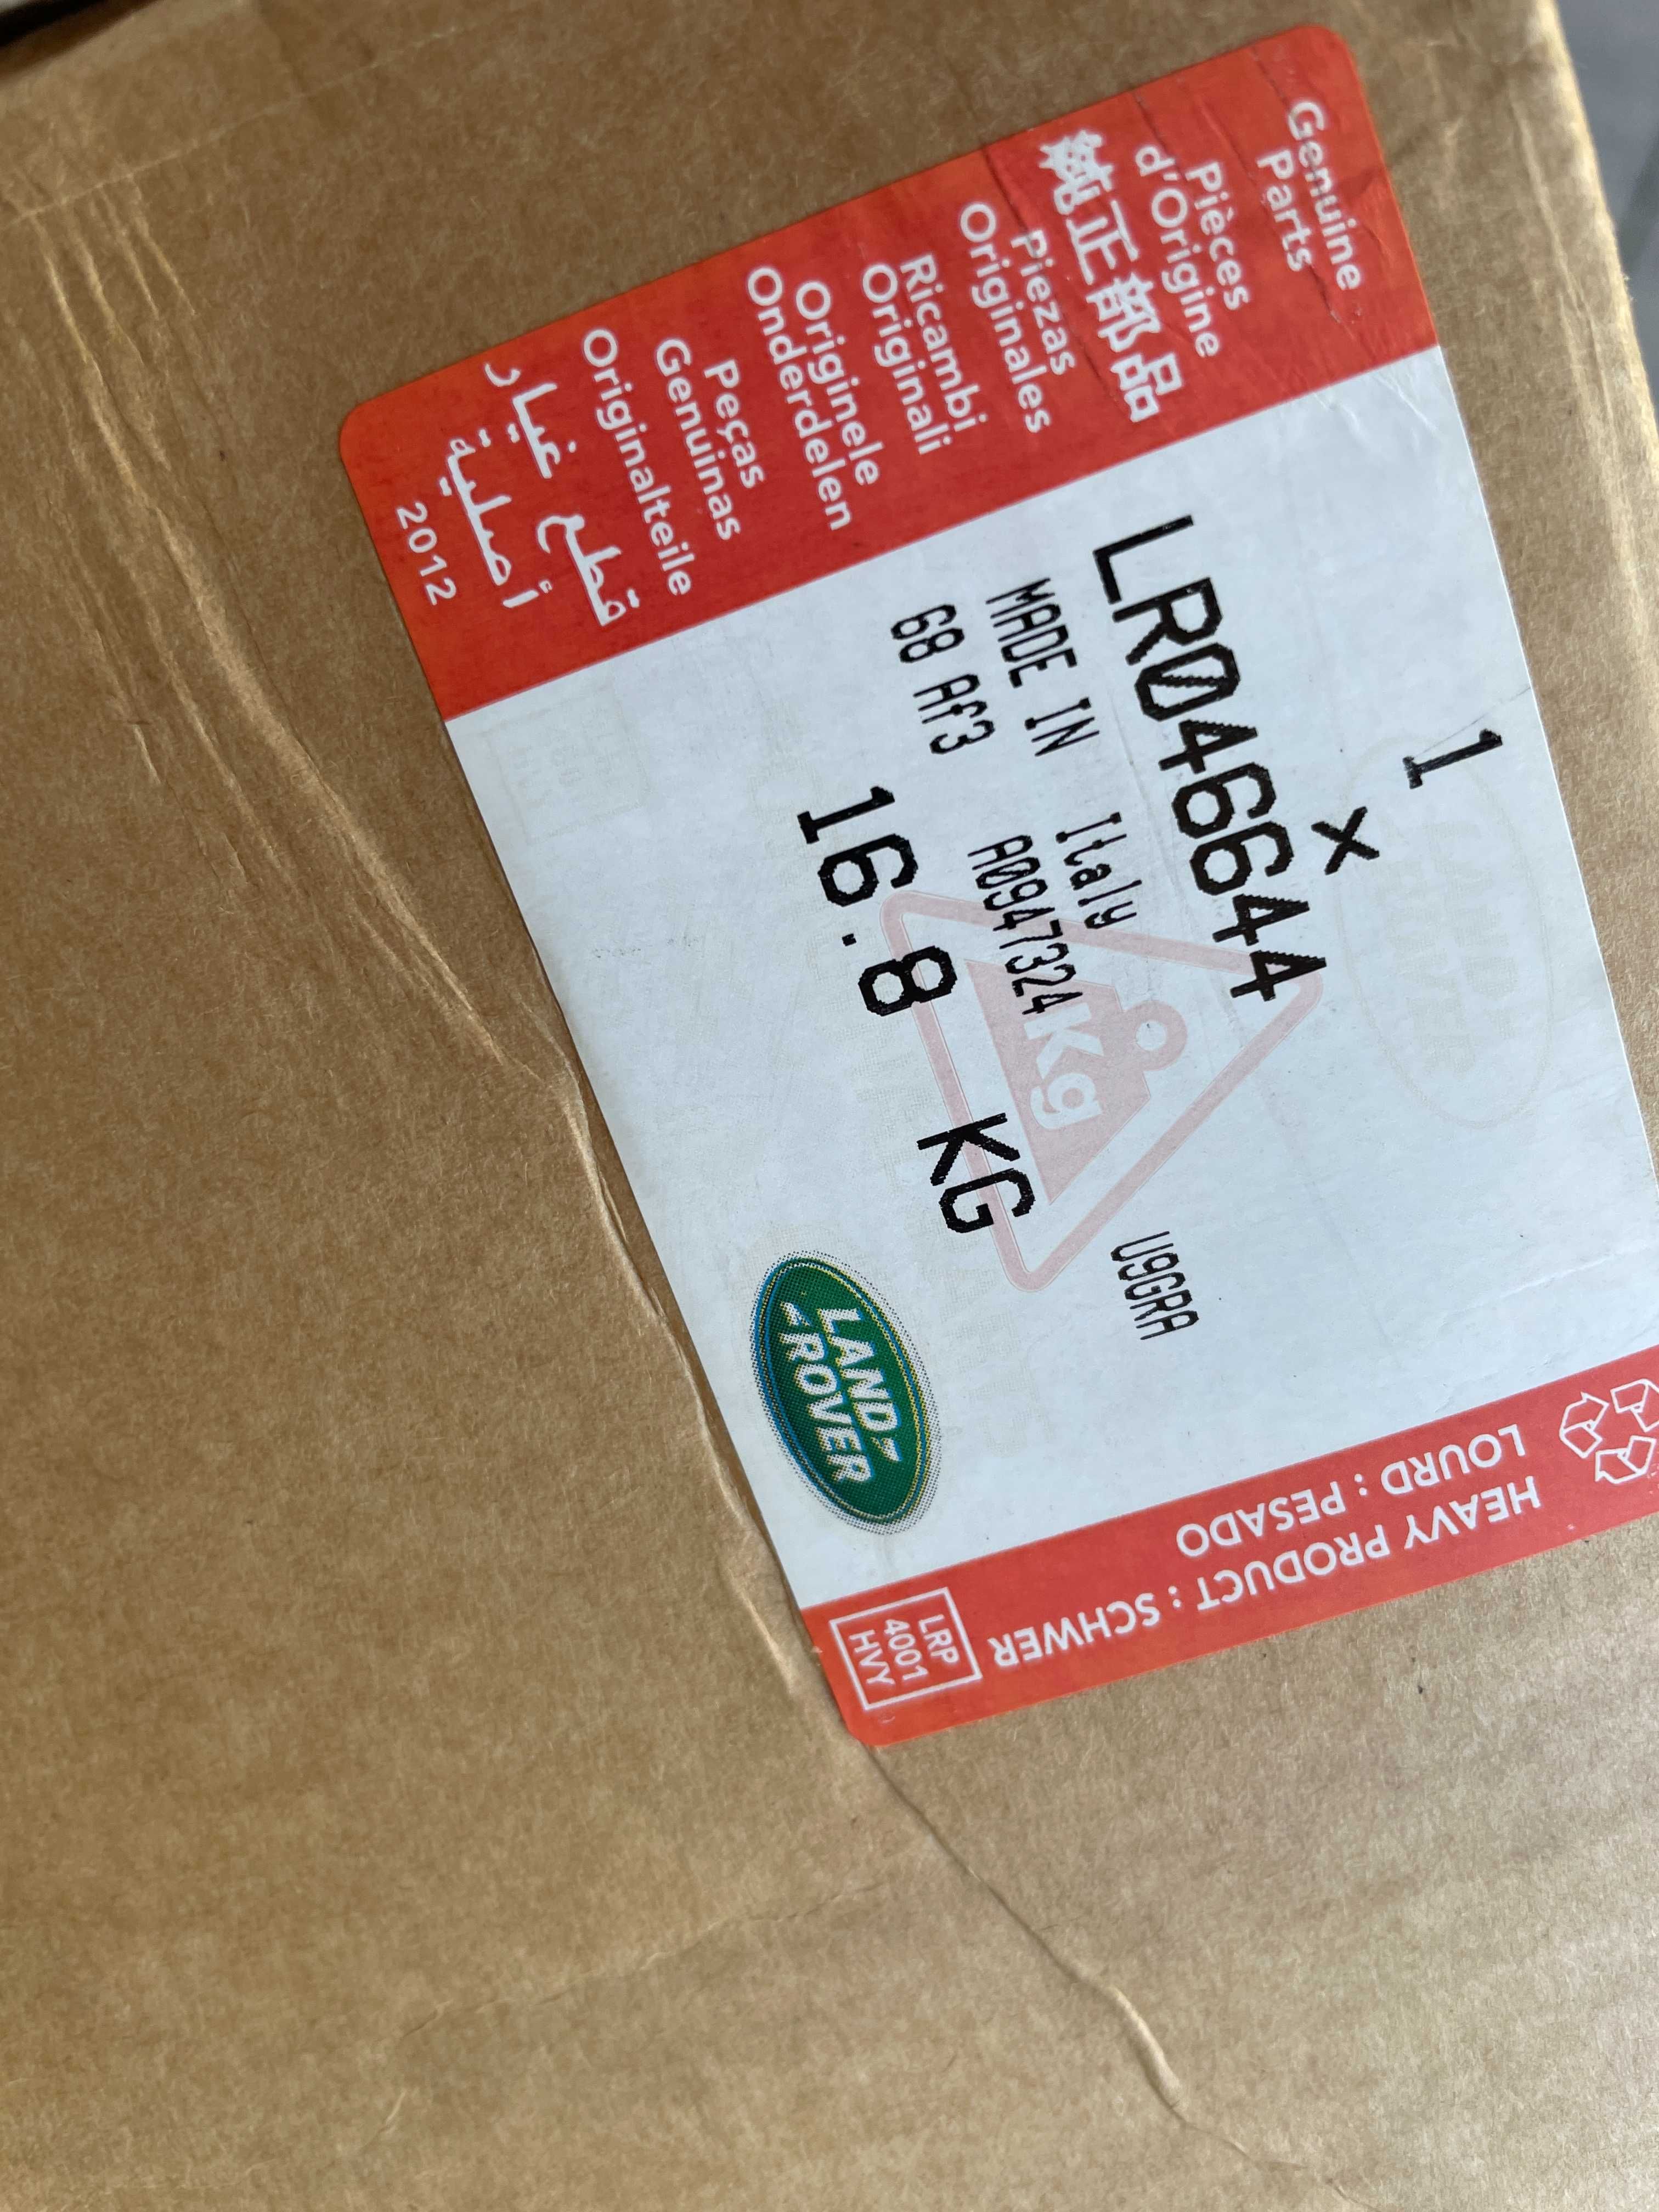 Genuine
Parts
Pièces
d'Origine
純正部品
Piezas
Originales
Ricambi
Originali
Originele
Onderdelen
Peças
Genuinas
Originalteile
قطع غيار
أصلية
2012
1 x
LR046644
MADE IN Italy
68 Af3 A0947324
U9GRA
16.8 KG
Kg
LAND
ROVER
HEAVY PRODUCT : SCHWER
LOURD : PESADO
LRP
4001
HVY